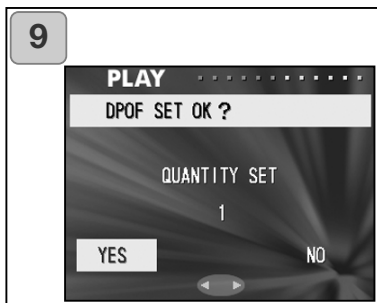 9
PLAY
DPOF SET OK ?
QUANTITY SET
1
YES NO